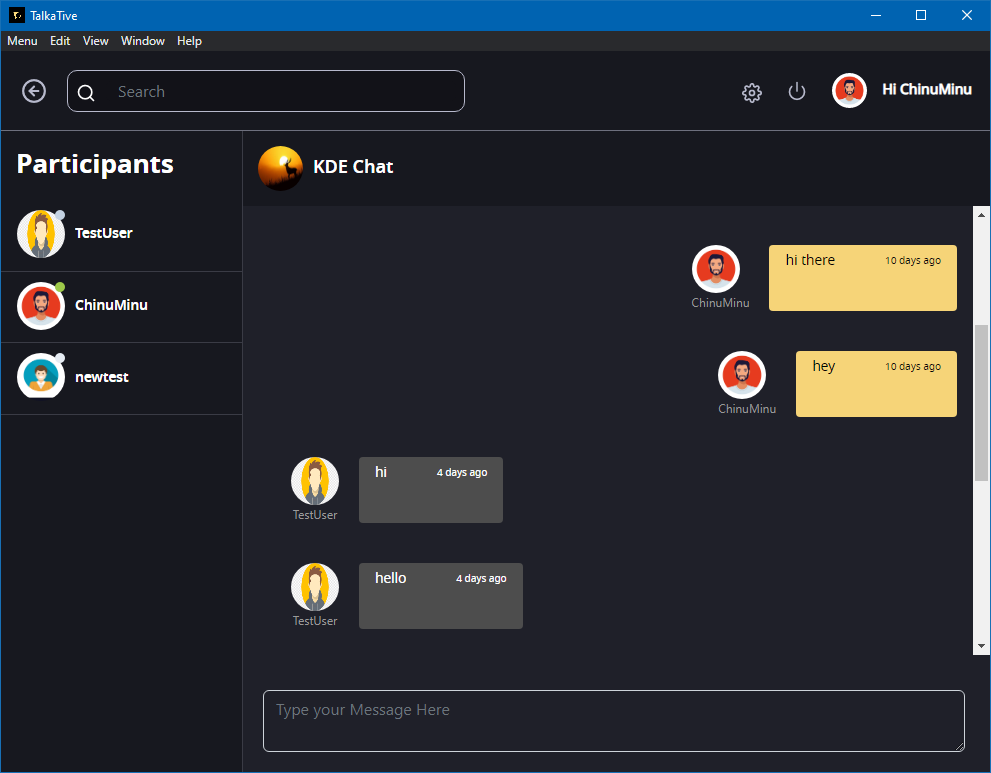 TalkaTive
Menu Edit View Window Help
Search
Hi ChinuMinu
Participants
TestUser
ChinuMinu
newtest
KDE Chat
hi there 10 days ago
ChinuMinu
hey 10 days ago
ChinuMinu
hi 4 days ago
TestUser
hello 4 days ago
TestUser
Type your Message Here